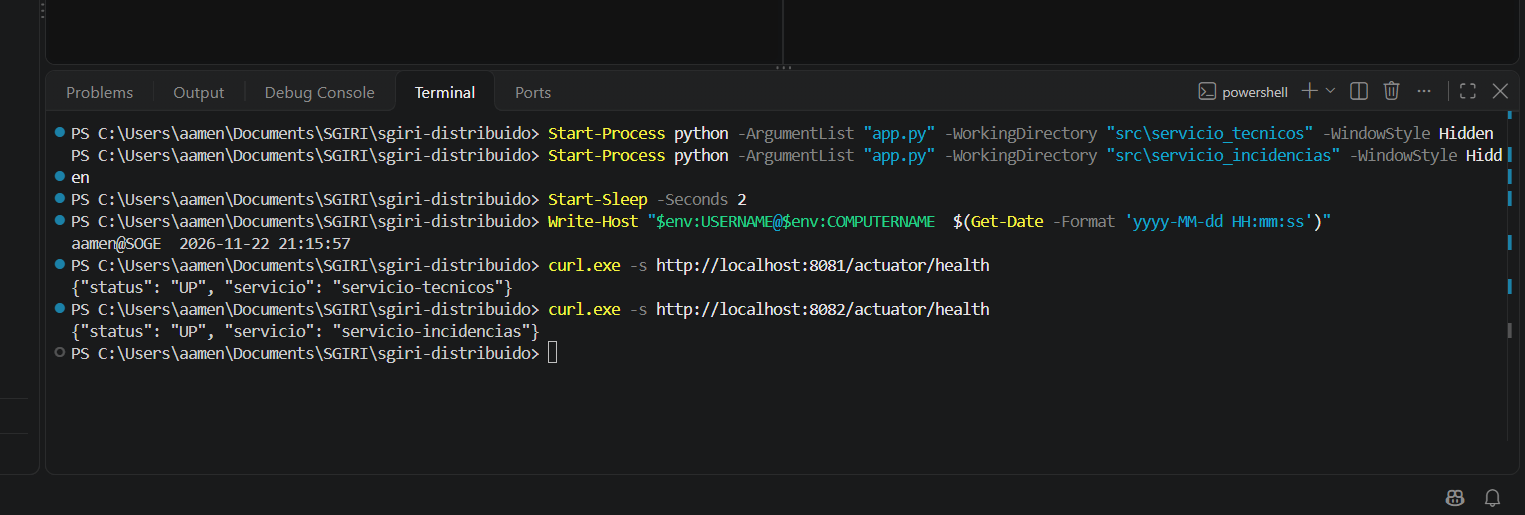 Problems Output Debug Console Terminal Ports powershell
PS C:\Users\aamen\Documents\SGIRI\sgiri-distribuido> Start-Process python -ArgumentList "app.py" -WorkingDirectory "src\servicio_tecnicos" -WindowStyle Hidden
PS C:\Users\aamen\Documents\SGIRI\sgiri-distribuido> Start-Process python -ArgumentList "app.py" -WorkingDirectory "src\servicio_incidencias" -WindowStyle Hidd
en
PS C:\Users\aamen\Documents\SGIRI\sgiri-distribuido> Start-Sleep -Seconds 2
PS C:\Users\aamen\Documents\SGIRI\sgiri-distribuido> Write-Host "$env:USERNAME@$env:COMPUTERNAME  $(Get-Date -Format 'yyyy-MM-dd HH:mm:ss')"
aamen@SOGE  2026-11-22 21:15:57
PS C:\Users\aamen\Documents\SGIRI\sgiri-distribuido> curl.exe -s http://localhost:8081/actuator/health
{"status": "UP", "servicio": "servicio-tecnicos"}
PS C:\Users\aamen\Documents\SGIRI\sgiri-distribuido> curl.exe -s http://localhost:8082/actuator/health
{"status": "UP", "servicio": "servicio-incidencias"}
PS C:\Users\aamen\Documents\SGIRI\sgiri-distribuido>